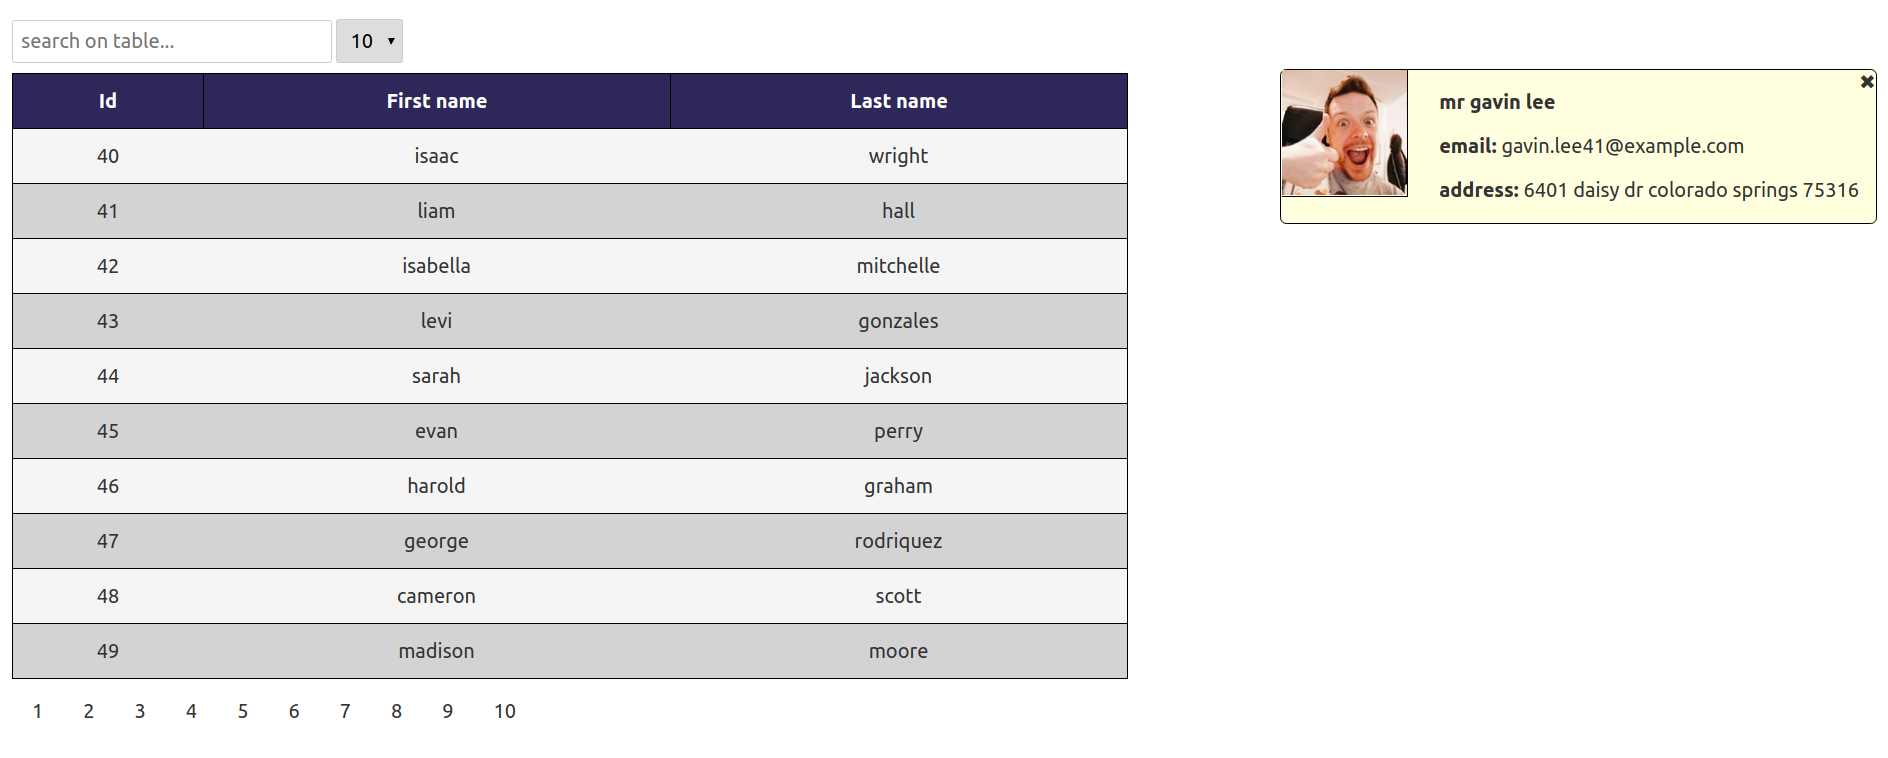 search on table...
10
Id First name Last name
40 isaac wright
41 liam hall
42 isabella mitchelle
43 levi gonzales
44 sarah jackson
45 evan perry
46 harold graham
47 george rodriquez
48 cameron scott
49 madison moore
1 2 3 4 5 6 7 8 9 10
mr gavin lee
email: gavin.lee41@example.com
address: 6401 daisy dr colorado springs 75316